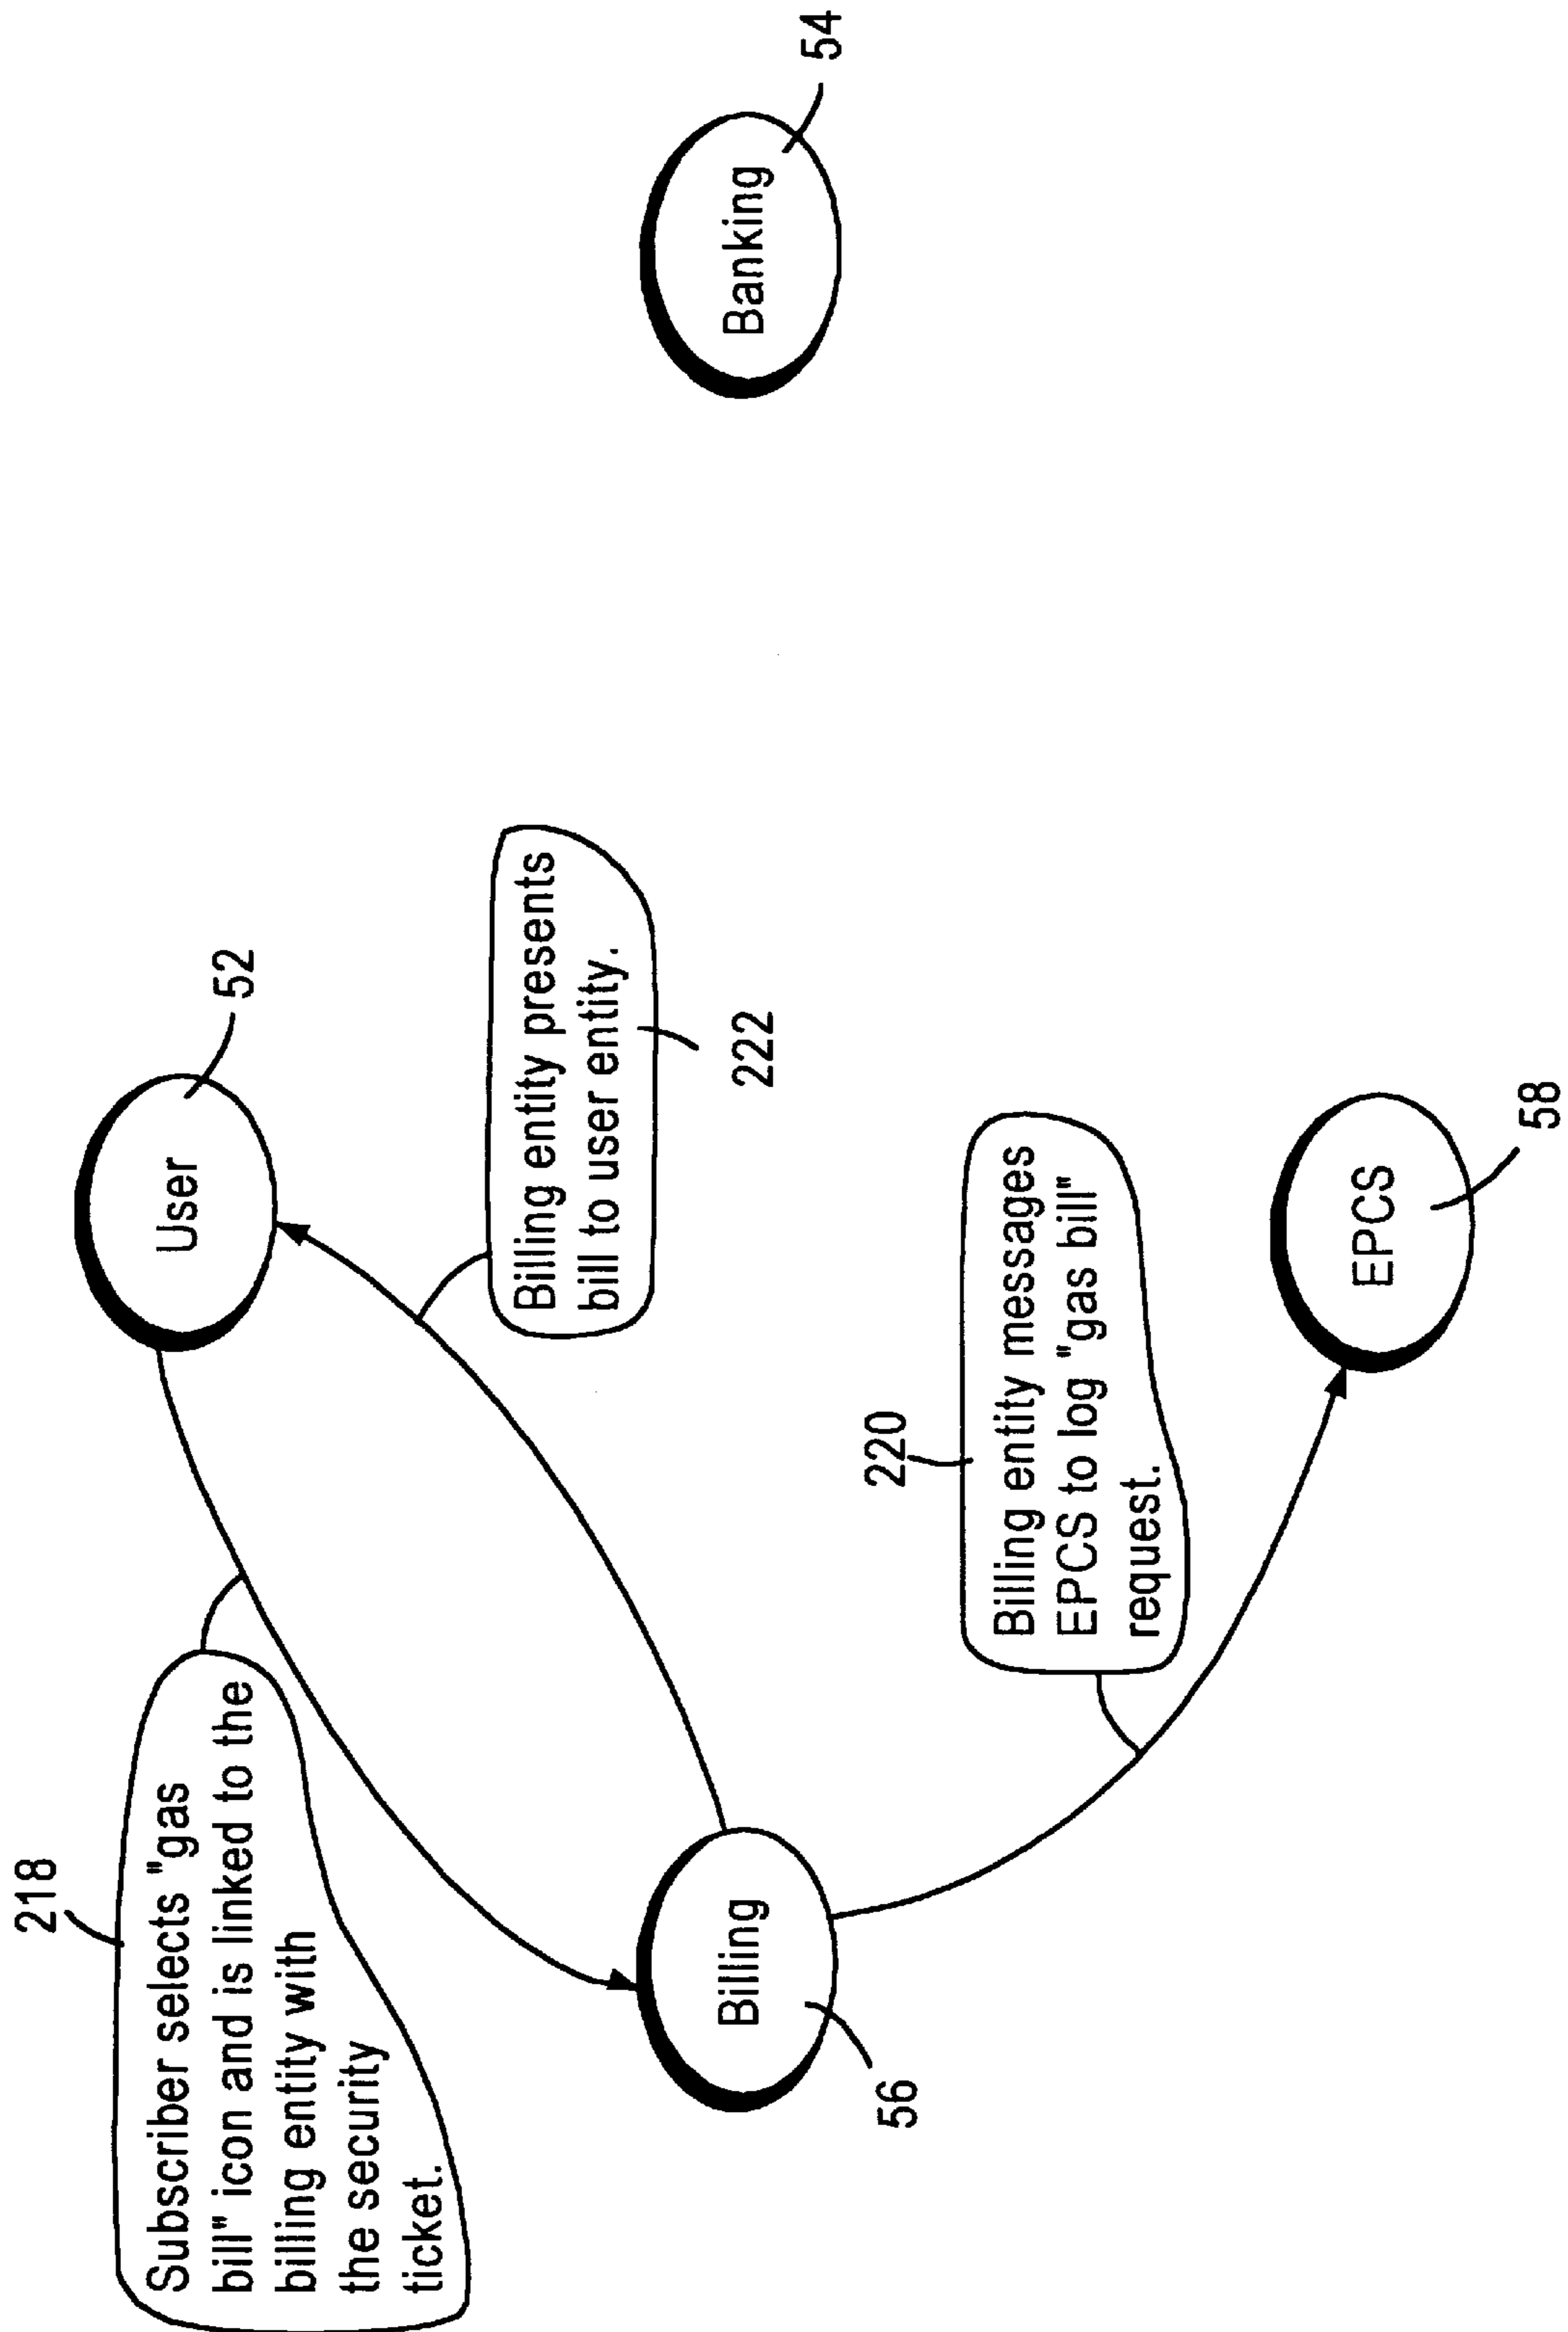 218
Subscriber selects "gas
bill" icon and is linked to the
billing entity with
the security
ticket.
User
52
Billing entity presents
bill to user entity.
222
Billing
56
Banking
54
220
Billing entity messages
EPCS to log "gas bill"
request.
EPCS
58